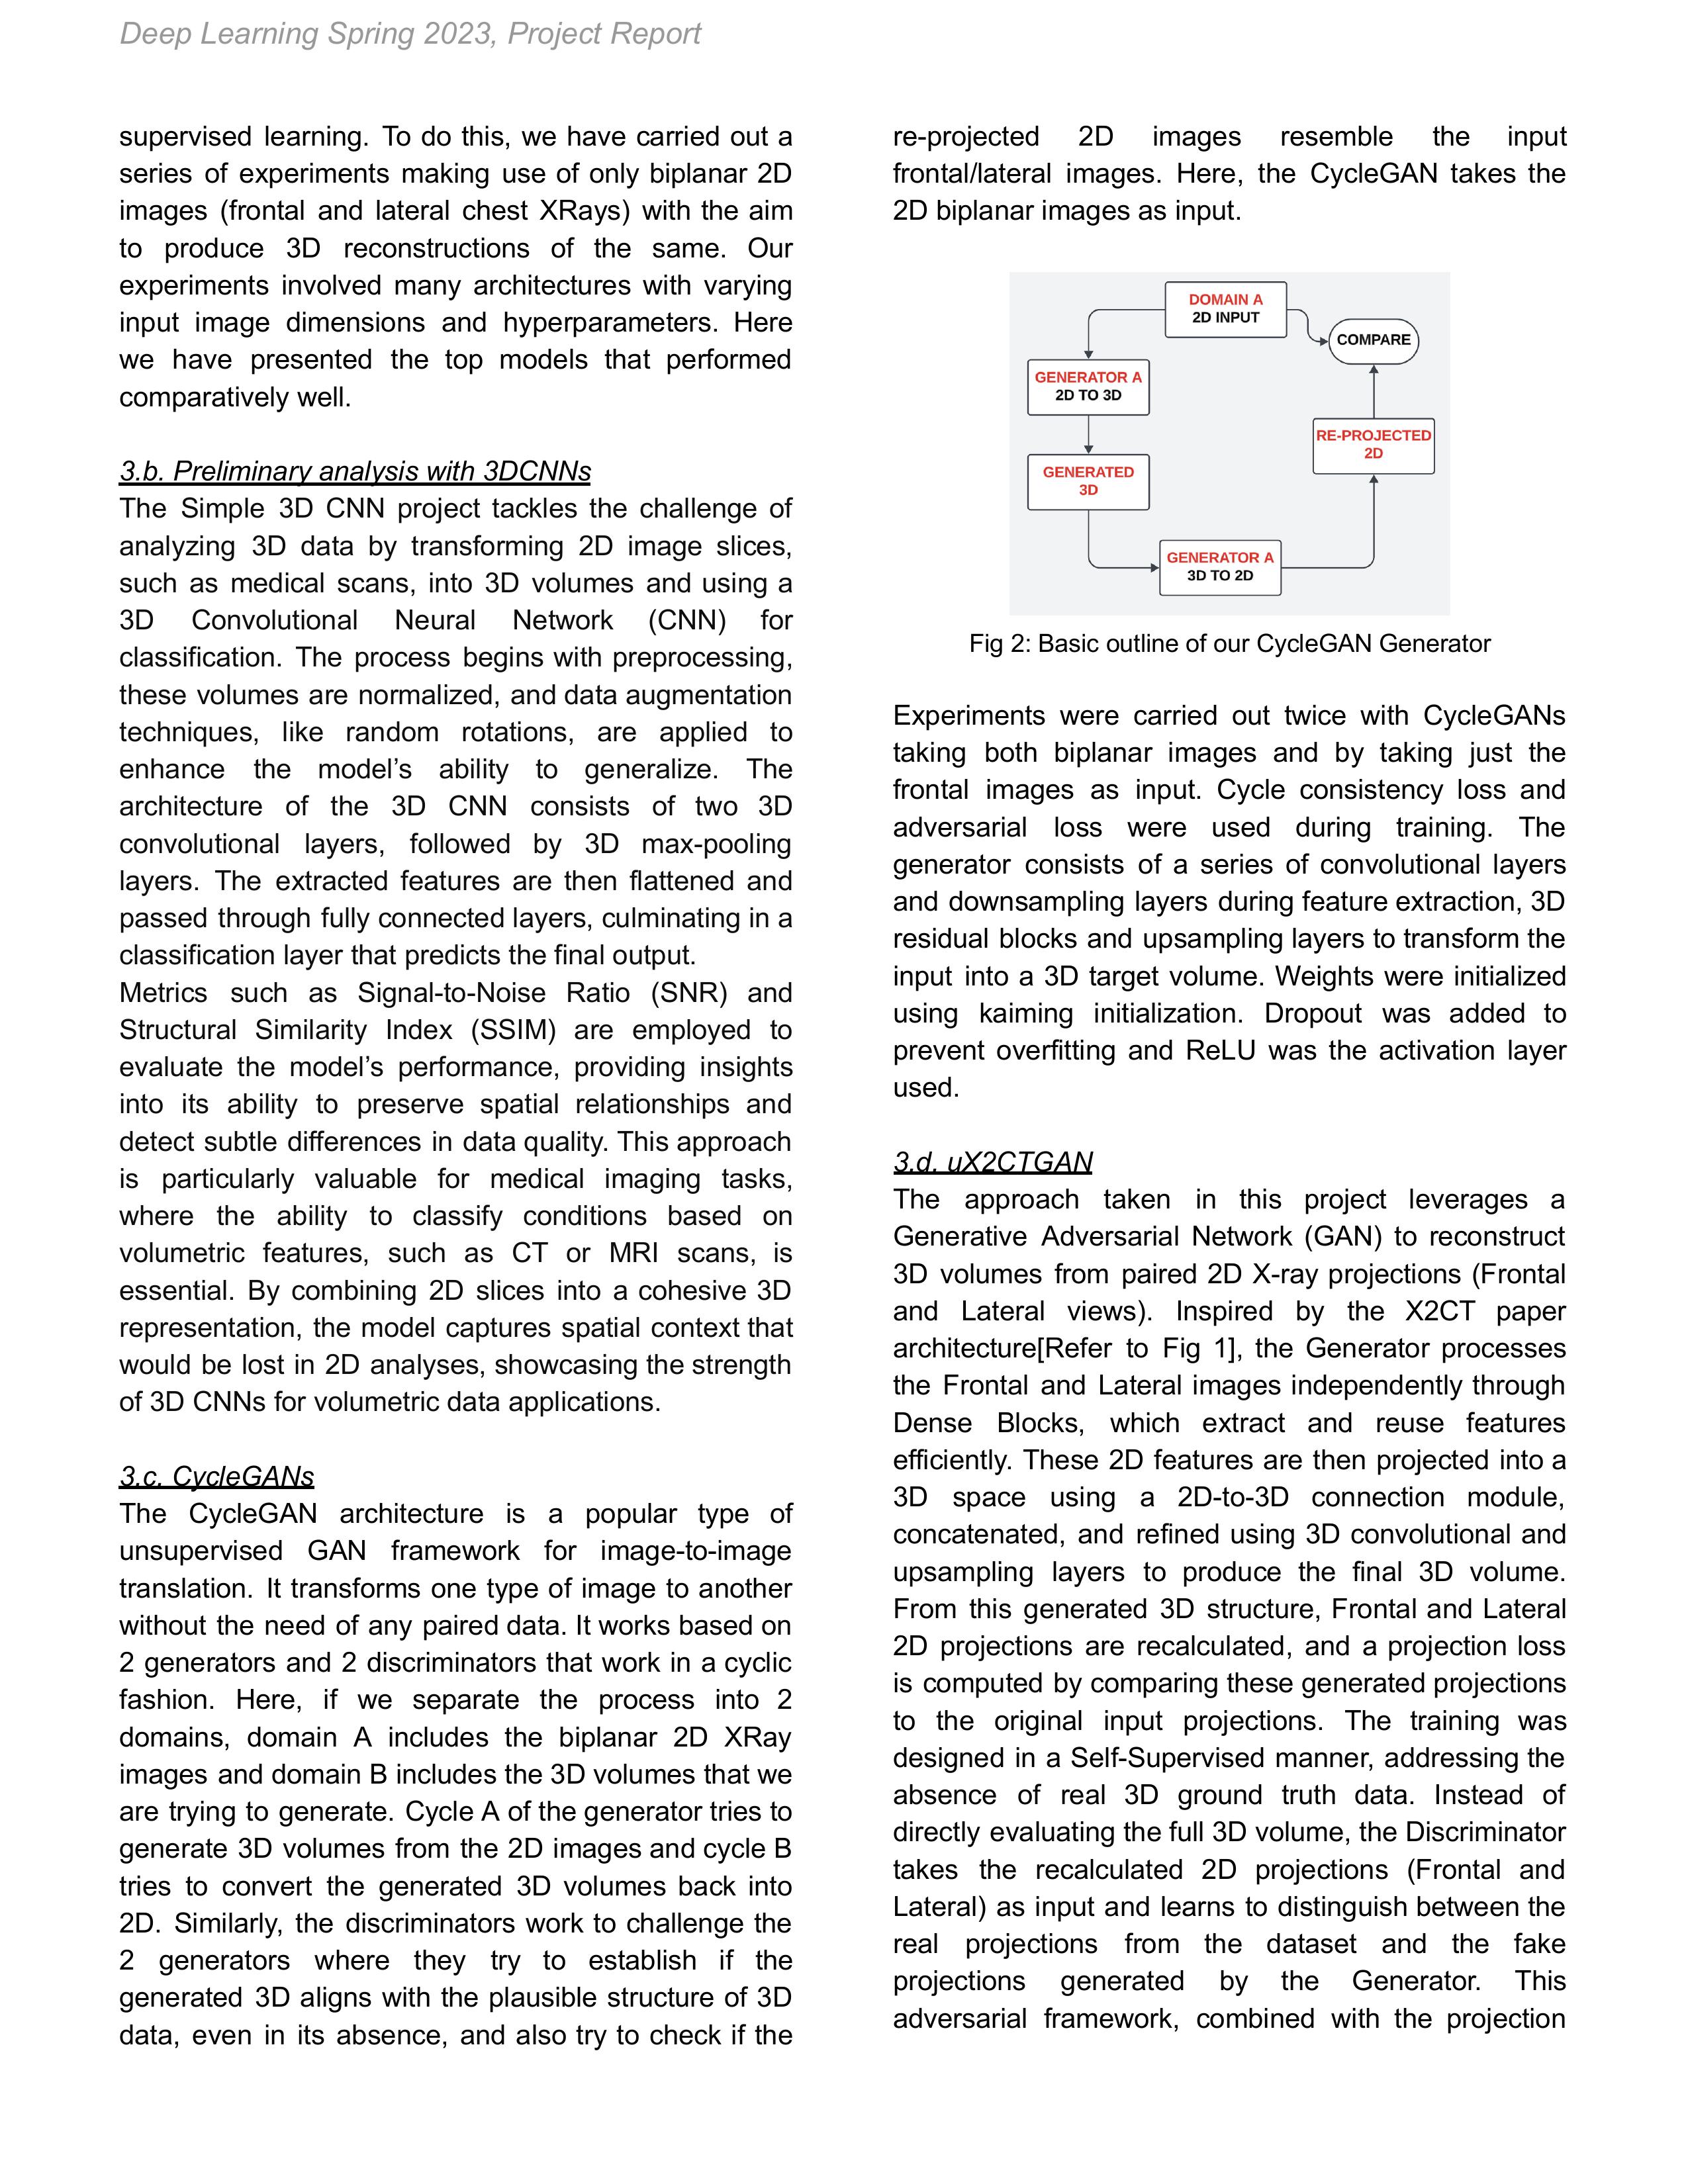 Deep Learning Spring 2023, Project Report
supervised learning. To do this, we have carried out a
series of experiments making use of only biplanar 2D
images (frontal and lateral chest XRays) with the aim
to produce 3D reconstructions of the same. Our
experiments involved many architectures with varying
input image dimensions and hyperparameters. Here
we have presented the top models that performed
comparatively well.
3.b. Preliminary analysis with 3DCNNs
The Simple 3D CNN project tackles the challenge of
analyzing 3D data by transforming 2D image slices,
such as medical scans, into 3D volumes and using a
3D Convolutional Neural Network (CNN) for
classification. The process begins with preprocessing,
these volumes are normalized, and data augmentation
techniques, like random rotations, are applied to
enhance the model’s ability to generalize. The
architecture of the 3D CNN consists of two 3D
convolutional layers, followed by 3D max-pooling
layers. The extracted features are then flattened and
passed through fully connected layers, culminating in a
classification layer that predicts the final output.
Metrics such as Signal-to-Noise Ratio (SNR) and
Structural Similarity Index (SSIM) are employed to
evaluate the model’s performance, providing insights
into its ability to preserve spatial relationships and
detect subtle differences in data quality. This approach
is particularly valuable for medical imaging tasks,
where the ability to classify conditions based on
volumetric features, such as CT or MRI scans, is
essential. By combining 2D slices into a cohesive 3D
representation, the model captures spatial context that
would be lost in 2D analyses, showcasing the strength
of 3D CNNs for volumetric data applications.
3.c. CycleGANs
The CycleGAN architecture is a popular type of
unsupervised GAN framework for image-to-image
translation. It transforms one type of image to another
without the need of any paired data. It works based on
2 generators and 2 discriminators that work in a cyclic
fashion. Here, if we separate the process into 2
domains, domain A includes the biplanar 2D XRay
images and domain B includes the 3D volumes that we
are trying to generate. Cycle A of the generator tries to
generate 3D volumes from the 2D images and cycle B
tries to convert the generated 3D volumes back into
2D. Similarly, the discriminators work to challenge the
2 generators where they try to establish if the
generated 3D aligns with the plausible structure of 3D
data, even in its absence, and also try to check if the
re-projected 2D images resemble the input
frontal/lateral images. Here, the CycleGAN takes the
2D biplanar images as input.
DOMAIN A
2D INPUT
COMPARE
GENERATOR A
2D TO 3D
RE-PROJECTED
2D
GENERATED
3D
GENERATOR A
3D TO 2D
Fig 2: Basic outline of our CycleGAN Generator
Experiments were carried out twice with CycleGANs
taking both biplanar images and by taking just the
frontal images as input. Cycle consistency loss and
adversarial loss were used during training. The
generator consists of a series of convolutional layers
and downsampling layers during feature extraction, 3D
residual blocks and upsampling layers to transform the
input into a 3D target volume. Weights were initialized
using kaiming initialization. Dropout was added to
prevent overfitting and ReLU was the activation layer
used.
3.d. uX2CTGAN
The approach taken in this project leverages a
Generative Adversarial Network (GAN) to reconstruct
3D volumes from paired 2D X-ray projections (Frontal
and Lateral views). Inspired by the X2CT paper
architecture[Refer to Fig 1], the Generator processes
the Frontal and Lateral images independently through
Dense Blocks, which extract and reuse features
efficiently. These 2D features are then projected into a
3D space using a 2D-to-3D connection module,
concatenated, and refined using 3D convolutional and
upsampling layers to produce the final 3D volume.
From this generated 3D structure, Frontal and Lateral
2D projections are recalculated, and a projection loss
is computed by comparing these generated projections
to the original input projections. The training was
designed in a Self-Supervised manner, addressing the
absence of real 3D ground truth data. Instead of
directly evaluating the full 3D volume, the Discriminator
takes the recalculated 2D projections (Frontal and
Lateral) as input and learns to distinguish between the
real projections from the dataset and the fake
projections generated by the Generator. This
adversarial framework, combined with the projection